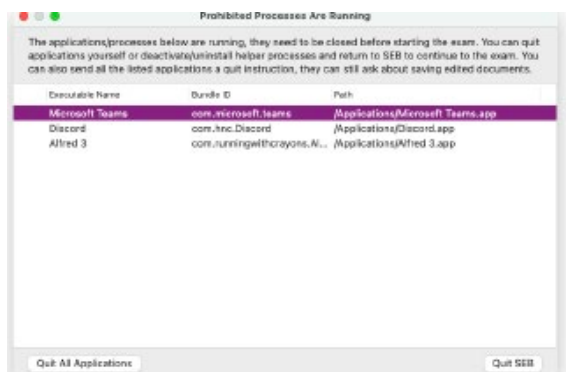 Prohibited Processes Are Running
The applications/processes below are running, they need to be closed before starting the exam. You can quit
applications yourself or deactivate/uninstall helper processes and return to SEB to continue to the exam. You
can also send all the listed applications a quit instruction, they can still ask about saving edited documents.
Executable Name Bundle ID Path
Microsoft Teams com.microsoft.teams /Applications/Microsoft Teams.app
Discord com.hnc.Discord /Applications/Discord.app
Alfred 3 com.runningwithcrayons.Al... /Applications/Alfred 3.app
Quit All Applications Quit SEB